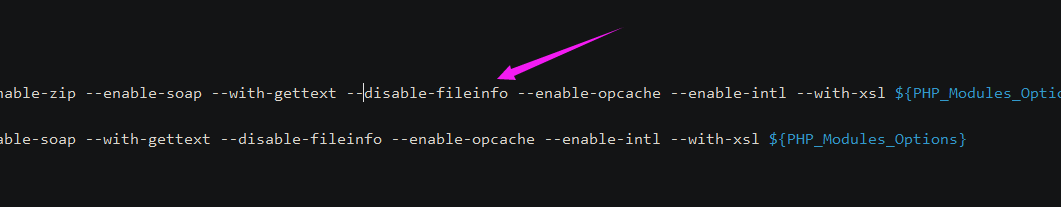 nable-zip --enable-soap --with-gettext --disable-fileinfo --enable-opcache --enable-intl --with-xsl ${PHP_Modules_Optio
able-soap --with-gettext --disable-fileinfo --enable-opcache --enable-intl --with-xsl ${PHP_Modules_Options}